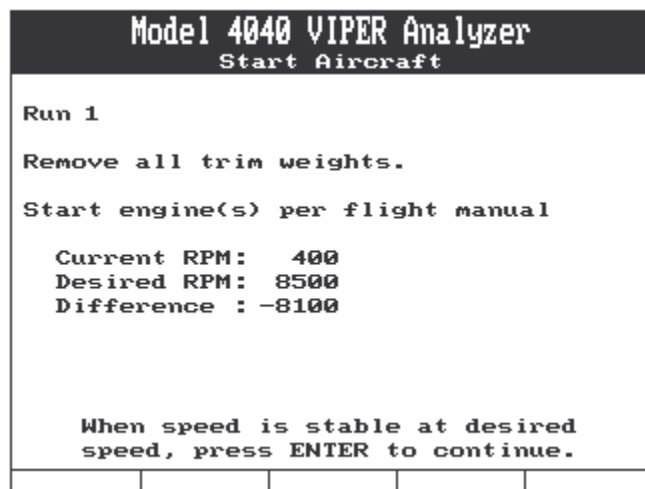 Model 4040 VIPER Analyzer
Start Aircraft
Run 1
Remove all trim weights.
Start engine(s) per flight manual
Current RPM: 400
Desired RPM: 8500
Difference : -8100
When speed is stable at desired
speed, press ENTER to continue.